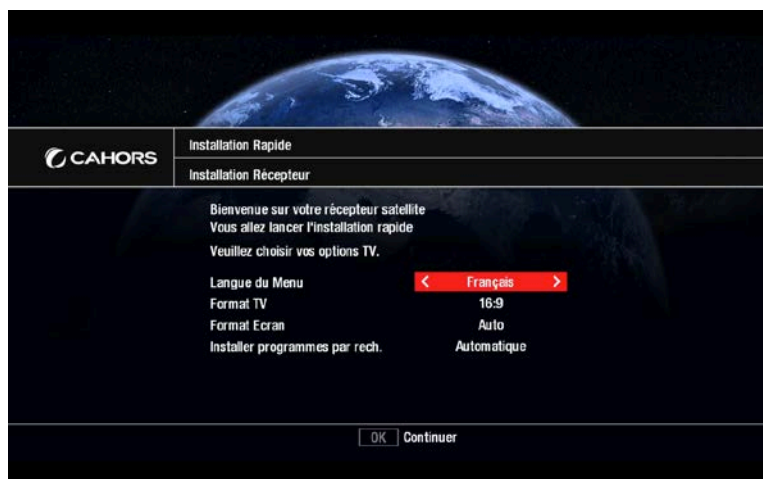 CAHORS
Installation Rapide
Installation Récepteur
Bienvenue sur votre récepteur satellite
Vous allez lancer l'installation rapide
Veuillez choisir vos options TV.
Langue du Menu < Français >
Format TV 16:9
Format Ecran Auto
Installer programmes par rech. Automatique
OK Continuer